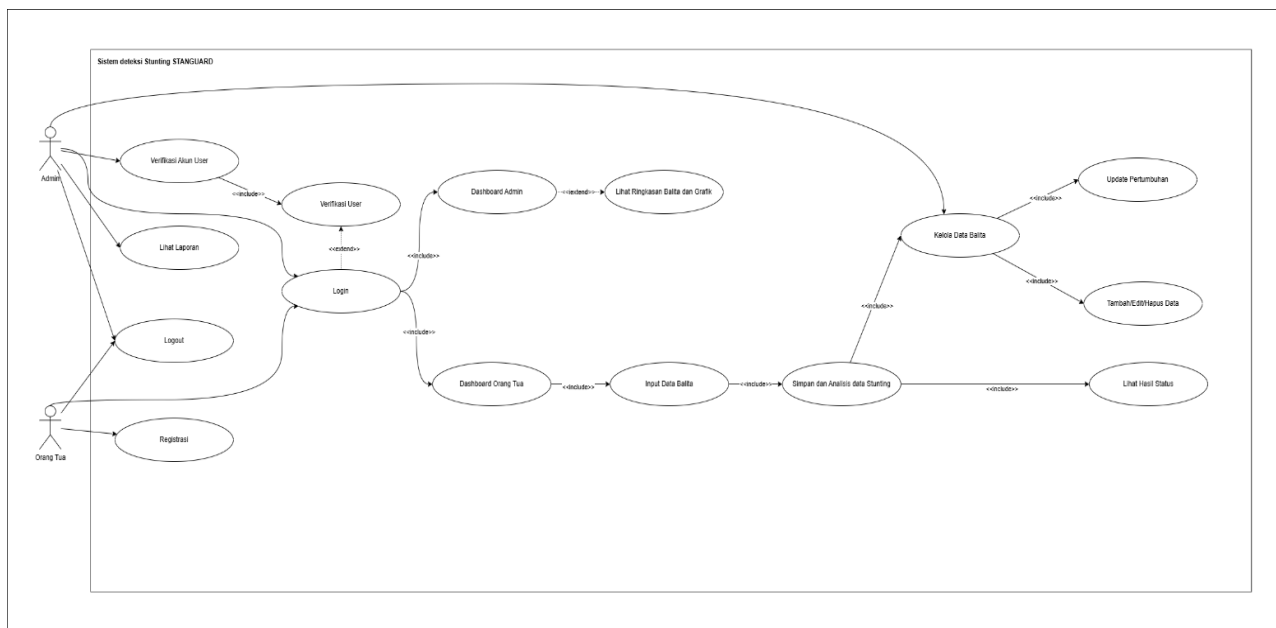 Sistem deteksi Stunting STANGUARD
Admin
Verifikasi Akun User
<<include>>
Verifikasi User
Lihat Laporan
<<extend>>
Login
Logout
Orang Tua
Registrasi
<<include>>
Dashboard Admin
<<extend>>
Lihat Ringkasan Balita dan Grafik
<<include>>
Dashboard Orang Tua
<<include>>
Input Data Balita
<<include>>
Simpan dan Analisis data Stunting
<<include>>
Kelola Data Balita
<<include>>
Update Pertumbuhan
<<include>>
Tambah/Edit/Hapus Data
<<include>>
Lihat Hasil Status